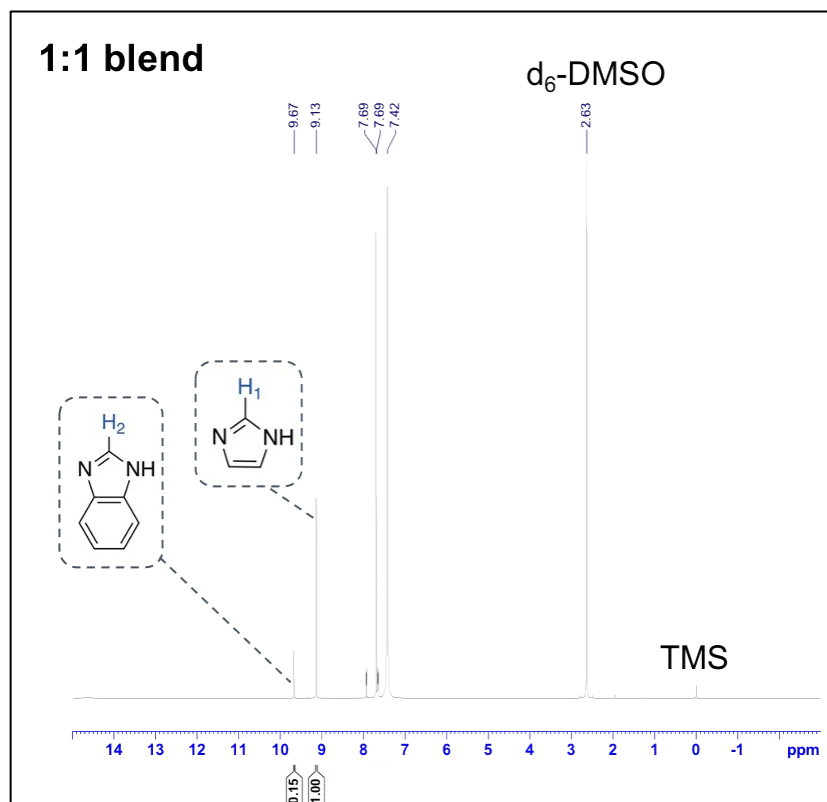 1:1 blend
d6-DMSO
9.67
9.13
7.69
7.69
7.42
2.63
H1
N
NH
H2
N
NH
TMS
14 13 12 11 10 9 8 7 6 5 4 3 2 1 0 -1 ppm
0.15
1.00